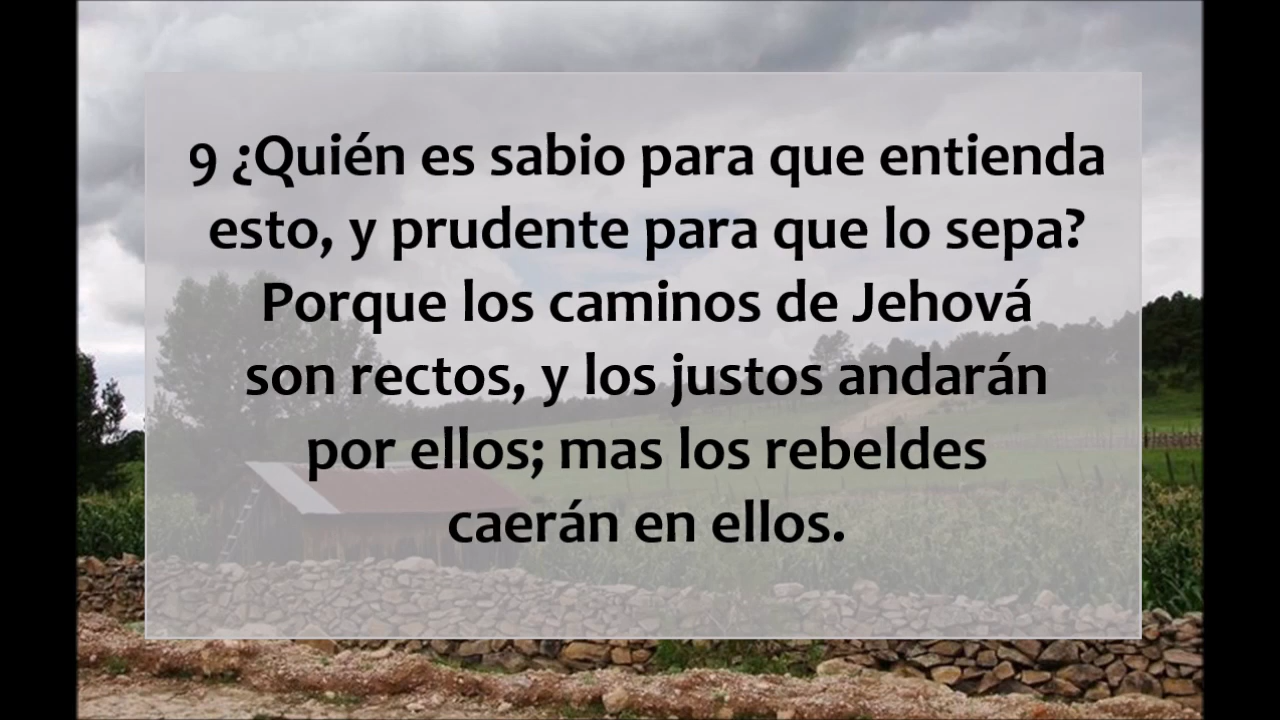 9 ¿Quién es sabio para que entienda
esto, y prudente para que lo sepa?
Porque los caminos de Jehová
son rectos, y los justos andarán
por ellos; mas los rebeldes
caerán en ellos.